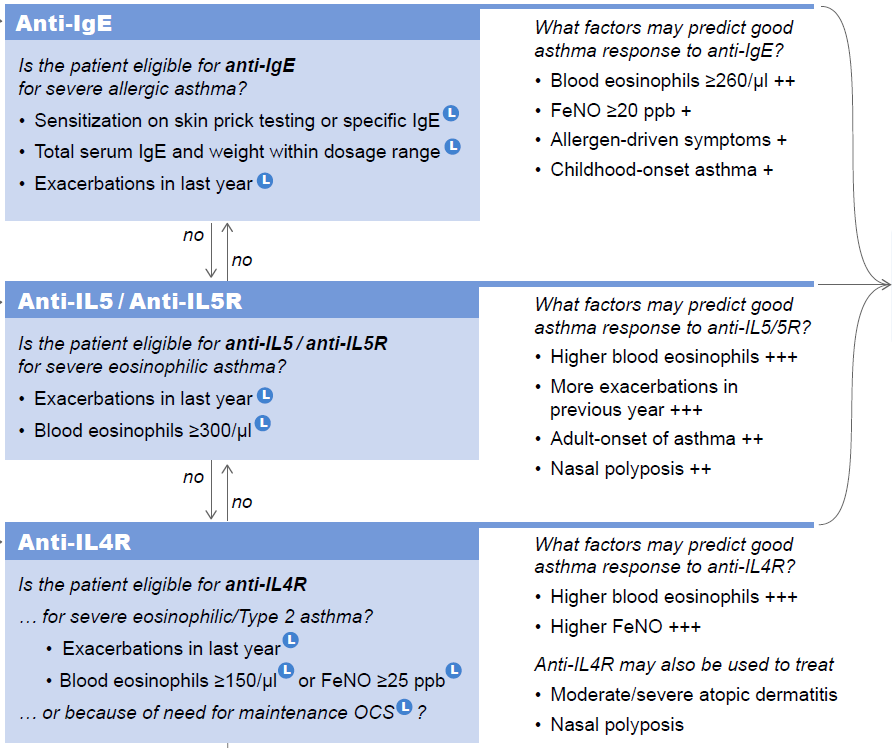 Anti-IgE
Is the patient eligible for anti-IgE
for severe allergic asthma?
• Sensitization on skin prick testing or specific IgE L
• Total serum IgE and weight within dosage range L
• Exacerbations in last year L
What factors may predict good
asthma response to anti-IgE?
• Blood eosinophils ≥260/µl ++
• FeNO ≥20 ppb +
• Allergen-driven symptoms +
• Childhood-onset asthma +
no
no
Anti-IL5 / Anti-IL5R
Is the patient eligible for anti-IL5 / anti-IL5R
for severe eosinophilic asthma?
• Exacerbations in last year L
• Blood eosinophils ≥300/µl L
What factors may predict good
asthma response to anti-IL5/5R?
• Higher blood eosinophils +++
• More exacerbations in
previous year +++
• Adult-onset of asthma ++
• Nasal polyposis ++
no
no
Anti-IL4R
Is the patient eligible for anti-IL4R
… for severe eosinophilic/Type 2 asthma?
• Exacerbations in last year L
• Blood eosinophils ≥150/µl L or FeNO ≥25 ppb L
… or because of need for maintenance OCS L ?
What factors may predict good
asthma response to anti-IL4R?
• Higher blood eosinophils +++
• Higher FeNO +++
Anti-IL4R may also be used to treat
• Moderate/severe atopic dermatitis
• Nasal polyposis